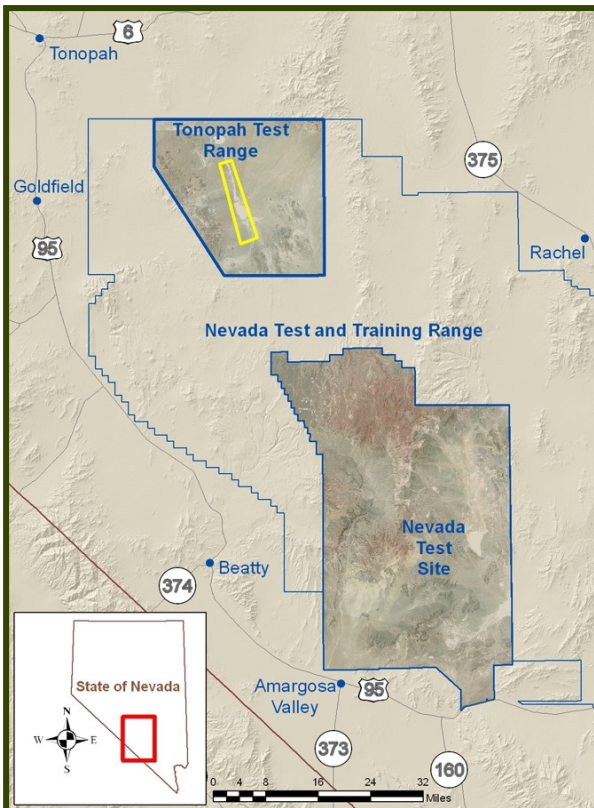 6
Tonopah
Tonopah Test
Range
375
Goldfield
95
Rachel
Nevada Test and Training Range
Nevada
Test
Site
Beatty
374
State of Nevada
N
W E
S
Amargosa
Valley
95
373
160
0 4 8 16 24 32
Miles